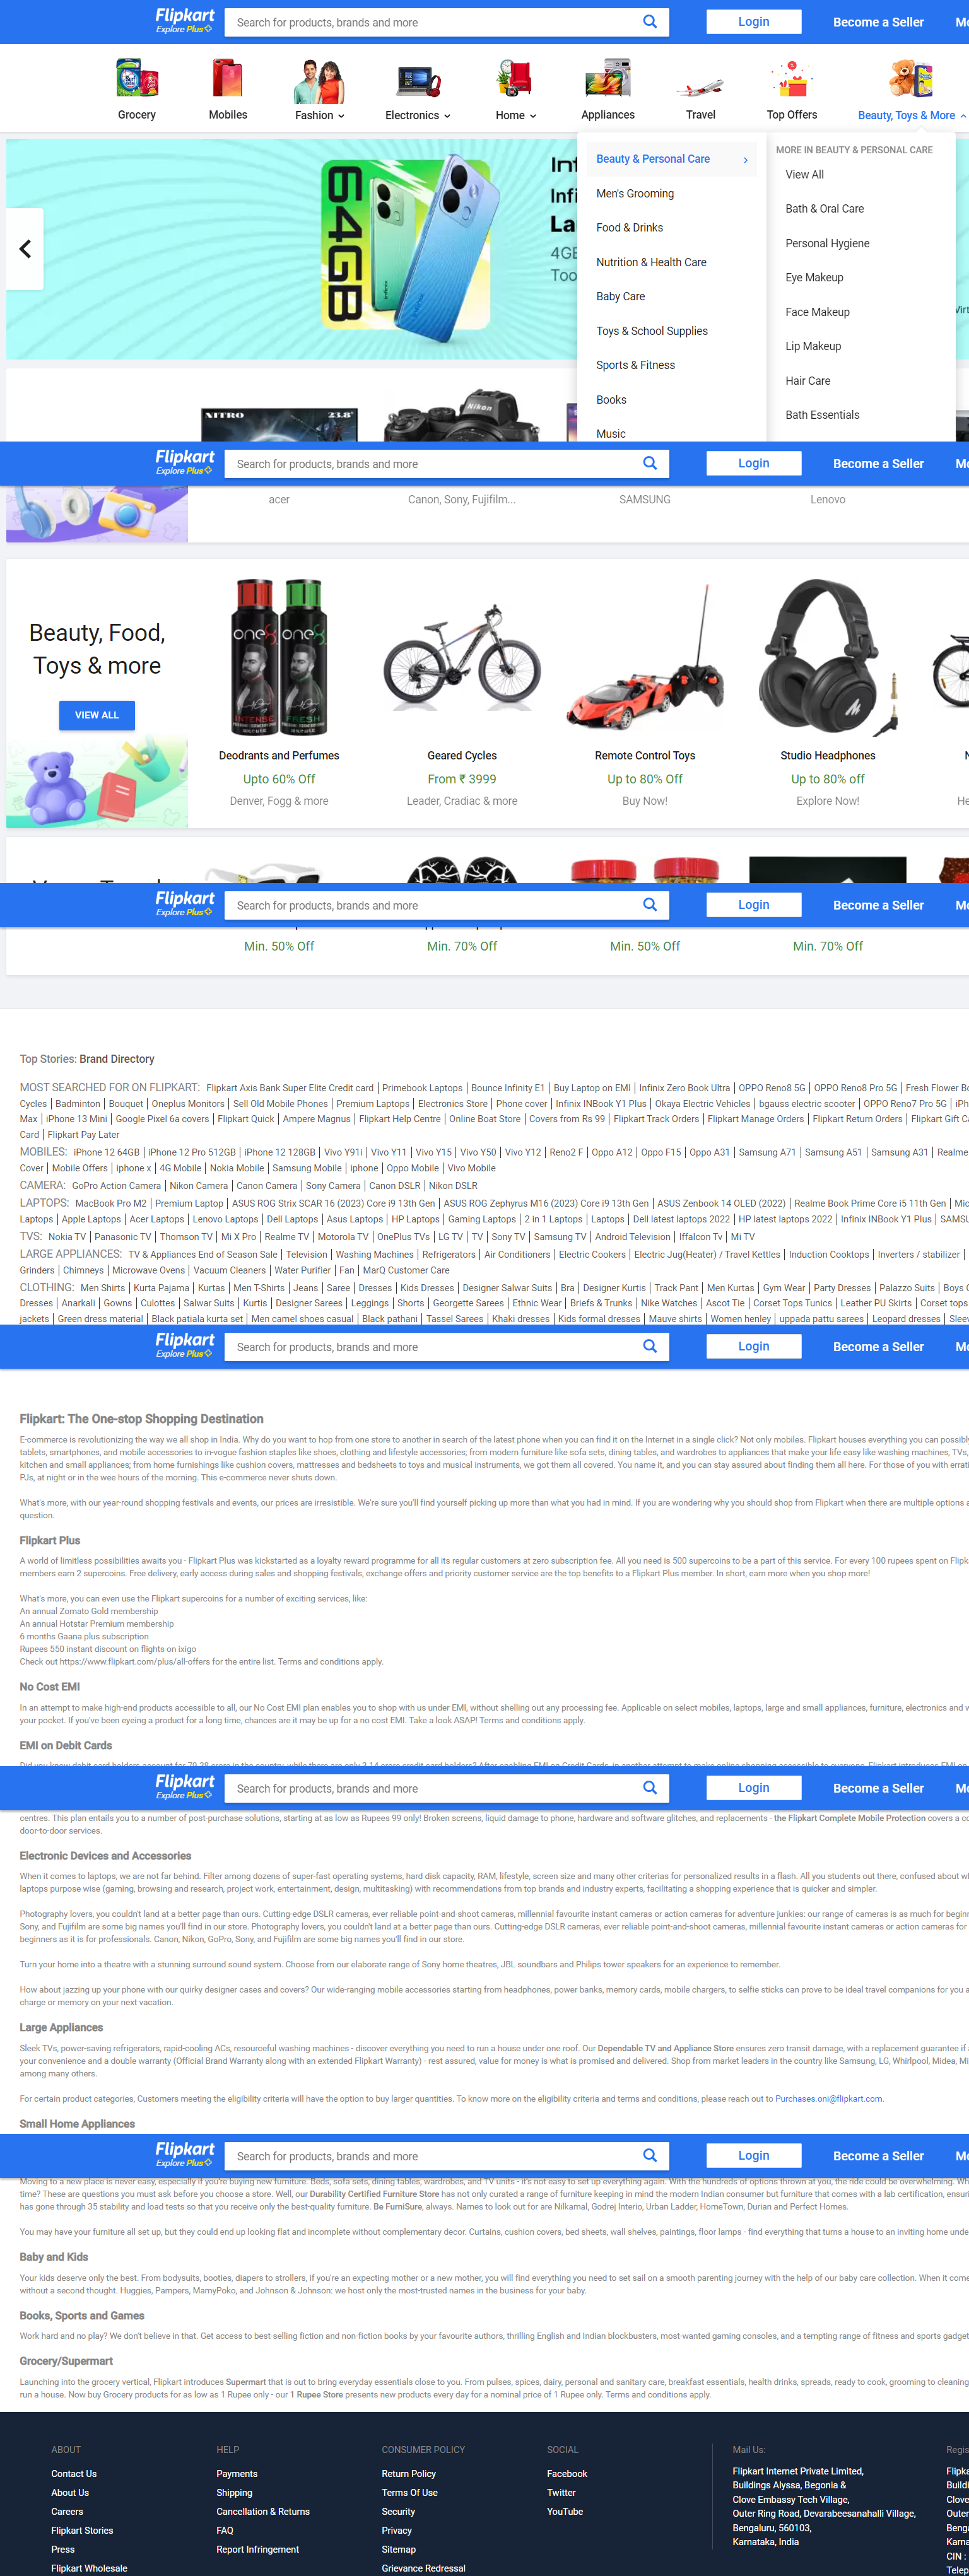 Flipkart
Explore Plus
Search for products, brands and more
Login
Become a Seller
Grocery
Mobiles
Fashion
Electronics
Home
Appliances
Travel
Top Offers
Beauty, Toys & More
Beauty & Personal Care
Men's Grooming
Food & Drinks
Nutrition & Health Care
Baby Care
Toys & School Supplies
Sports & Fitness
Books
Music
MORE IN BEAUTY & PERSONAL CARE
View All
Bath & Oral Care
Personal Hygiene
Eye Makeup
Face Makeup
Lip Makeup
Hair Care
Bath Essentials
64GB
4GE
NITRO 23.8"
Nikon
Flipkart
Explore Plus
Search for products, brands and more
Login
Become a Seller
acer
Canon, Sony, Fujifilm...
SAMSUNG
Lenovo
Beauty, Food,
Toys & more
VIEW ALL
one8 one8
INTENSE FRESH
Deodrants and Perfumes
Upto 60% Off
Denver, Fogg & more
Geared Cycles
From ₹ 3999
Leader, Cradiac & more
Remote Control Toys
Up to 80% Off
Buy Now!
Studio Headphones
Up to 80% off
Explore Now!
Flipkart
Explore Plus
Search for products, brands and more
Login
Become a Seller
Min. 50% Off
Min. 70% Off
Min. 50% Off
Min. 70% Off
Top Stories: Brand Directory
MOST SEARCHED FOR ON FLIPKART: Flipkart Axis Bank Super Elite Credit card | Primebook Laptops | Bounce Infinity E1 | Buy Laptop on EMI | Infinix Zero Book Ultra | OPPO Reno8 5G | OPPO Reno8 Pro 5G | Fresh Flower
Cycles | Badminton | Bouquet | Oneplus Monitors | Sell Old Mobile Phones | Premium Laptops | Electronics Store | Phone cover | Infinix INBook Y1 Plus | Okaya Electric Vehicles | bgauss electric scooter | OPPO Reno7 Pro 5G |
Max | iPhone 13 Mini | Google Pixel 6a covers | Flipkart Quick | Ampere Magnus | Flipkart Help Centre | Online Boat Store | Covers from Rs 99 | Flipkart Track Orders | Flipkart Manage Orders | Flipkart Return Orders | Flipkart Gift
Card | Flipkart Pay Later
MOBILES: iPhone 12 64GB | iPhone 12 Pro 512GB | iPhone 12 128GB | Vivo Y91i | Vivo Y11 | Vivo Y15 | Vivo Y50 | Vivo Y12 | Reno2 F | Oppo A12 | Oppo F15 | Oppo A31 | Samsung A71 | Samsung A51 | Samsung A31 | Realme
Cover | Mobile Offers | iphone x | 4G Mobile | Nokia Mobile | Samsung Mobile | iphone | Oppo Mobile | Vivo Mobile
CAMERA: GoPro Action Camera | Nikon Camera | Canon Camera | Sony Camera | Canon DSLR | Nikon DSLR
LAPTOPS: MacBook Pro M2 | Premium Laptop | ASUS ROG Strix SCAR 16 (2023) Core i9 13th Gen | ASUS ROG Zephyrus M16 (2023) Core i9 13th Gen | ASUS Zenbook 14 OLED (2022) | Realme Book Prime Core i5 11th Gen |
Laptops | Apple Laptops | Acer Laptops | Lenovo Laptops | Dell Laptops | Asus Laptops | HP Laptops | Gaming Laptops | 2 in 1 Laptops | Laptops | Dell latest laptops 2022 | HP latest laptops 2022 | Infinix INBook Y1 Plus |
TVS: Nokia TV | Panasonic TV | Thomson TV | Mi X Pro | Realme TV | Motorola TV | OnePlus TVs | LG TV | TV | Sony TV | Samsung TV | Android Television | Iffalcon Tv | Mi TV
LARGE APPLIANCES: TV & Appliances End of Season Sale | Television | Washing Machines | Refrigerators | Air Conditioners | Electric Cookers | Electric Jug(Heater) / Travel Kettles | Induction Cooktops | Inverters / stabilizer |
Grinders | Chimneys | Microwave Ovens | Vacuum Cleaners | Water Purifier | Fan | MarQ Customer Care
CLOTHING: Men Shirts | Kurta Pajama | Kurtas | Men T-Shirts | Jeans | Saree | Dresses | Kids Dresses | Designer Salwar Suits | Bra | Designer Kurtis | Track Pant | Men Kurtas | Gym Wear | Party Dresses | Palazzo Suits | Boys
Dresses | Anarkali | Gowns | Culottes | Salwar Suits | Kurtis | Designer Sarees | Leggings | Shorts | Georgette Sarees | Ethnic Wear | Briefs & Trunks | Nike Watches | Ascot Tie | Corset Tops Tunics | Leather PU Skirts | Corset tops
jackets | Green dress material | Black patiala kurta set | Men camel shoes casual | Black pathani | Tassel Sarees | Khaki dresses | Kids formal dresses | Mauve shirts | Women henley | uppada pattu sarees | Leopard dresses |
Flipkart
Explore Plus
Search for products, brands and more
Login
Become a Seller
Flipkart: The One-stop Shopping Destination
E-commerce is revolutionizing the way we all shop in India. Why do you want to hop from one store to another in search of the latest phone when you can find it on the Internet in a single click? Not only mobiles. Flipkart houses everything you can
tablets, smartphones, and mobile accessories to in-vogue fashion staples like shoes, clothing and lifestyle accessories; from modern furniture like sofa sets, dining tables, and wardrobes to appliances that make your life easy like washing machines, TVs,
kitchen and small appliances; from home furnishings like cushion covers, mattresses and bedsheets to toys and musical instruments, we got them all covered. You name it, and you can stay assured about finding them all here. For those of you with
PJs, at night or in the wee hours of the morning. This e-commerce never shuts down.
What's more, with our year-round shopping festivals and events, our prices are irresistible. We're sure you'll find yourself picking up more than what you had in mind. If you are wondering why you should shop from Flipkart when there are multiple options
question.
Flipkart Plus
A world of limitless possibilities awaits you - Flipkart Plus was kickstarted as a loyalty reward programme for all its regular customers at zero subscription fee. All you need is 500 supercoins to be a part of this service. For every 100 rupees spent on
members earn 2 supercoins. Free delivery, early access during sales and shopping festivals, exchange offers and priority customer service are the top benefits to a Flipkart Plus member. In short, earn more when you shop more!
What's more, you can even use the Flipkart supercoins for a number of exciting services, like:
An annual Zomato Gold membership
An annual Hotstar Premium membership
6 months Gaana plus subscription
Rupees 550 instant discount on flights on ixigo
Check out https://www.flipkart.com/plus/all-offers for the entire list. Terms and conditions apply.
No Cost EMI
In an attempt to make high-end products accessible to all, our No Cost EMI plan enables you to shop with us under EMI, without shelling out any processing fee. Applicable on select mobiles, laptops, large and small appliances, furniture, electronics and
your pocket. If you've been eyeing a product for a long time, chances are it may be up for a no cost EMI. Take a look ASAP! Terms and conditions apply.
EMI on Debit Cards
Flipkart
Explore Plus
Search for products, brands and more
Login
Become a Seller
centres. This plan entails you to a number of post-purchase solutions, starting at as low as Rupees 99 only! Broken screens, liquid damage to phone, hardware and software glitches, and replacements - the Flipkart Complete Mobile Protection covers a
door-to-door services.
Electronic Devices and Accessories
When it comes to laptops, we are not far behind. Filter among dozens of super-fast operating systems, hard disk capacity, RAM, lifestyle, screen size and many other criterias for personalized results in a flash. All you students out there, confused about
laptops purpose wise (gaming, browsing and research, project work, entertainment, design, multitasking) with recommendations from top brands and industry experts, facilitating a shopping experience that is quicker and simpler.
Photography lovers, you couldn't land at a better page than ours. Cutting-edge DSLR cameras, ever reliable point-and-shoot cameras, millennial favourite instant cameras or action cameras for adventure junkies: our range of cameras is as much for
Sony, and Fujifilm are some big names you'll find in our store. Photography lovers, you couldn't land at a better page than ours. Cutting-edge DSLR cameras, ever reliable point-and-shoot cameras, millennial favourite instant cameras or action cameras for
beginners as it is for professionals. Canon, Nikon, GoPro, Sony, and Fujifilm are some big names you'll find in our store.
Turn your home into a theatre with a stunning surround sound system. Choose from our elaborate range of Sony home theatres, JBL soundbars and Philips tower speakers for an experience to remember.
How about jazzing up your phone with our quirky designer cases and covers? Our wide-ranging mobile accessories starting from headphones, power banks, memory cards, mobile chargers, to selfie sticks can prove to be ideal travel companions for you
charge or memory on your next vacation.
Large Appliances
Sleek TVs, power-saving refrigerators, rapid-cooling ACs, resourceful washing machines - discover everything you need to run a house under one roof. Our Dependable TV and Appliance Store ensures zero transit damage, with a replacement guarantee if
your convenience and a double warranty (Official Brand Warranty along with an extended Flipkart Warranty) - rest assured, value for money is what is promised and delivered. Shop from market leaders in the country like Samsung, LG, Whirlpool, Midea,
among many others.
For certain product categories, Customers meeting the eligibility criteria will have the option to buy larger quantities. To know more on the eligibility criteria and terms and conditions, please reach out to Purchases.oni@flipkart.com.
Small Home Appliances
Flipkart
Explore Plus
Search for products, brands and more
Login
Become a Seller
Moving to a new place is never easy, especially if you're buying new furniture. Beds, sofa sets, dining tables, wardrobes, and TV units - it's not easy to set up everything again. With the hundreds of options thrown at you, the ride could be overwhelming.
time? These are questions you must ask before you choose a store. Well, our Durability Certified Furniture Store has not only curated a range of furniture keeping in mind the modern Indian consumer but furniture that comes with a lab certification,
has gone through 35 stability and load tests so that you receive only the best-quality furniture. Be FurniSure, always. Names to look out for are Nilkamal, Godrej Interio, Urban Ladder, HomeTown, Durian and Perfect Homes.
You may have your furniture all set up, but they could end up looking flat and incomplete without complementary decor. Curtains, cushion covers, bed sheets, wall shelves, paintings, floor lamps - find everything that turns a house to an inviting home
Baby and Kids
Your kids deserve only the best. From bodysuits, booties, diapers to strollers, if you're an expecting mother or a new mother, you will find everything you need to set sail on a smooth parenting journey with the help of our baby care collection. When it
without a second thought. Huggies, Pampers, MamyPoko, and Johnson & Johnson: we host only the most-trusted names in the business for your baby.
Books, Sports and Games
Work hard and no play? We don't believe in that. Get access to best-selling fiction and non-fiction books by your favourite authors, thrilling English and Indian blockbusters, most-wanted gaming consoles, and a tempting range of fitness and sports
Grocery/Supermart
Launching into the grocery vertical, Flipkart introduces Supermart that is out to bring everyday essentials close to you. From pulses, spices, dairy, personal and sanitary care, breakfast essentials, health drinks, spreads, ready to cook, grooming to cleaning
run a house. Now buy Grocery products for as low as 1 Rupee only - our 1 Rupee Store presents new products every day for a nominal price of 1 Rupee only. Terms and conditions apply.
ABOUT
Contact Us
About Us
Careers
Flipkart Stories
Press
Flipkart Wholesale
HELP
Payments
Shipping
Cancellation & Returns
FAQ
Report Infringement
CONSUMER POLICY
Return Policy
Terms Of Use
Security
Privacy
Sitemap
Grievance Redressal
SOCIAL
Facebook
Twitter
YouTube
Mail Us:
Flipkart Internet Private Limited,
Buildings Alyssa, Begonia &
Clove Embassy Tech Village,
Outer Ring Road, Devarabeesanahalli Village,
Bengaluru, 560103,
Karnataka, India
CIN :